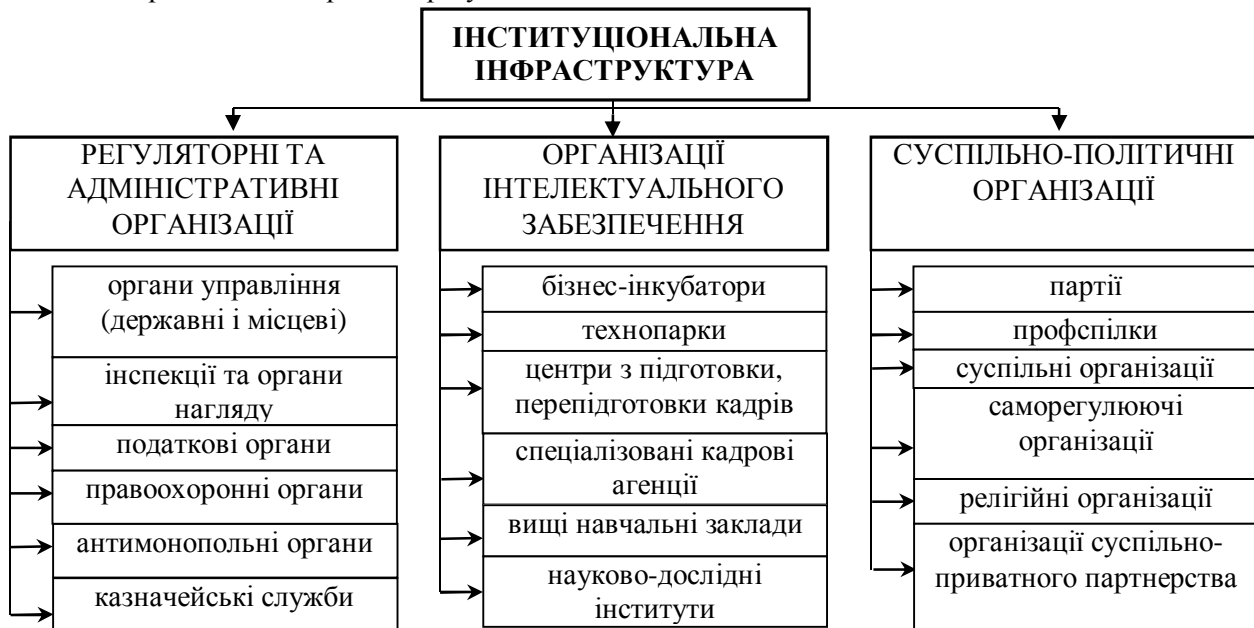 ІНСТИТУЦІОНАЛЬНА
ІНФРАСТРУКТУРА
РЕГУЛЯТОРНІ ТА
АДМІНІСТРАТИВНІ
ОРГАНІЗАЦІЇ
органи управління
(державні і місцеві)
інспекції та органи
нагляду
податкові органи
правоохоронні органи
антимонопольні органи
казначейські служби
ОРГАНІЗАЦІЇ
ІНТЕЛЕКТУАЛЬНОГО
ЗАБЕЗПЕЧЕННЯ
бізнес-інкубатори
технопарки
центри з підготовки,
перепідготовки кадрів
спеціалізовані кадрові
агенції
вищі навчальні заклади
науково-дослідні
інститути
СУСПІЛЬНО-ПОЛІТИЧНІ
ОРГАНІЗАЦІЇ
партії
профспілки
суспільні організації
саморегулюючі
організації
релігійні організації
організації суспільно-
приватного партнерства